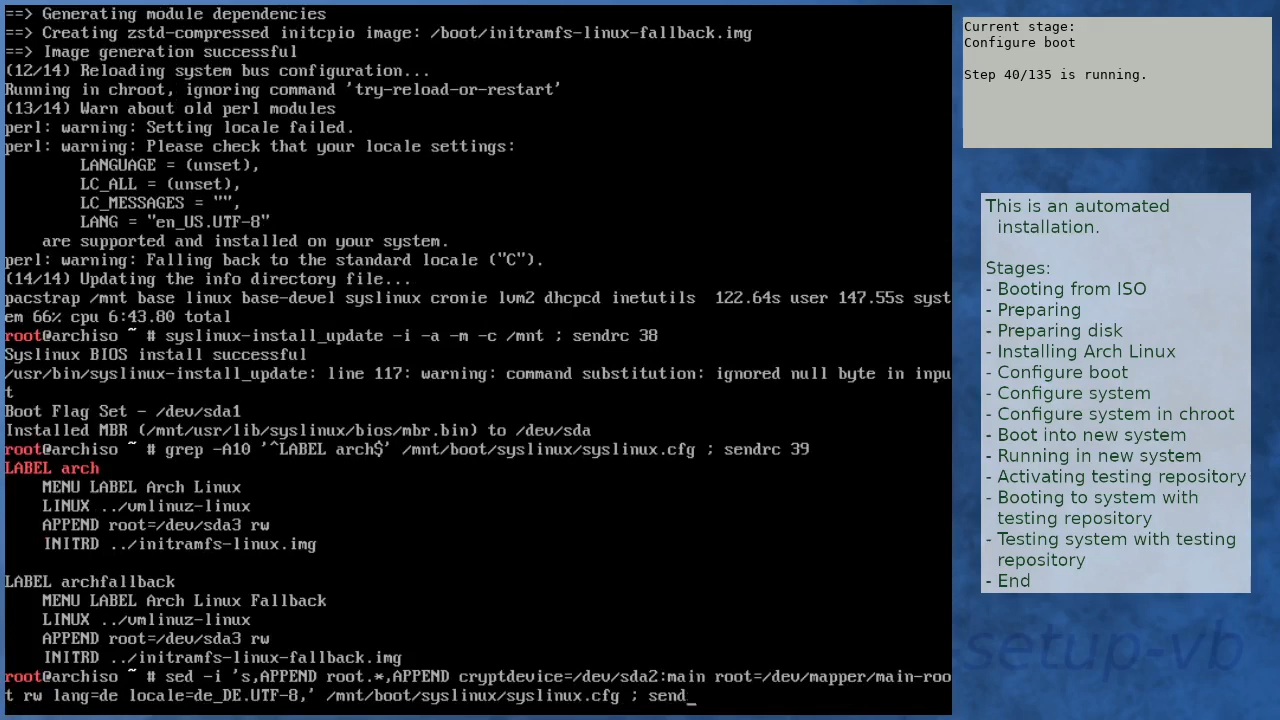 ==> Generating module dependencies
==> Creating zstd-compressed initcpio image: /boot/initramfs-linux-fallback.img
==> Image generation successful
(12/14) Reloading system bus configuration...
Running in chroot, ignoring command 'try-reload-or-restart'
(13/14) Warn about old perl modules
perl: warning: Setting locale failed.
perl: warning: Please check that your locale settings:
        LANGUAGE = (unset),
        LC_ALL = (unset),
        LC_MESSAGES = "",
        LANG = "en_US.UTF-8"
    are supported and installed on your system.
perl: warning: Falling back to the standard locale ("C").
(14/14) Updating the info directory file...
pacstrap /mnt base linux base-devel syslinux cronie lvm2 dhcpcd inetutils  122.64s user 147.55s syst
em 66% cpu 6:43.80 total
root@archiso ~ # syslinux-install_update -i -a -m -c /mnt ; sendrc 38
Syslinux BIOS install successful
/usr/bin/syslinux-install_update: line 117: warning: command substitution: ignored null byte in inpu
t
Boot Flag Set - /dev/sda1
Installed MBR (/mnt/usr/lib/syslinux/bios/mbr.bin) to /dev/sda
root@archiso ~ # grep -A10 '^LABEL arch$' /mnt/boot/syslinux/syslinux.cfg ; sendrc 39
LABEL arch
    MENU LABEL Arch Linux
    LINUX ../vmlinuz-linux
    APPEND root=/dev/sda3 rw
    INITRD ../initramfs-linux.img

LABEL archfallback
    MENU LABEL Arch Linux Fallback
    LINUX ../vmlinuz-linux
    APPEND root=/dev/sda3 rw
    INITRD ../initramfs-linux-fallback.img
root@archiso ~ # sed -i 's,APPEND root.*,APPEND cryptdevice=/dev/sda2:main root=/dev/mapper/main-roo
t rw lang=de locale=de_DE.UTF-8,' /mnt/boot/syslinux/syslinux.cfg ; send_
Current stage:
Configure boot

Step 40/135 is running.
This is an automated
installation.

Stages:
- Booting from ISO
- Preparing
- Preparing disk
- Installing Arch Linux
- Configure boot
- Configure system
- Configure system in chroot
- Boot into new system
- Running in new system
- Activating testing repository
- Booting to system with
testing repository
- Testing system with testing
repository
- End
setup-vb